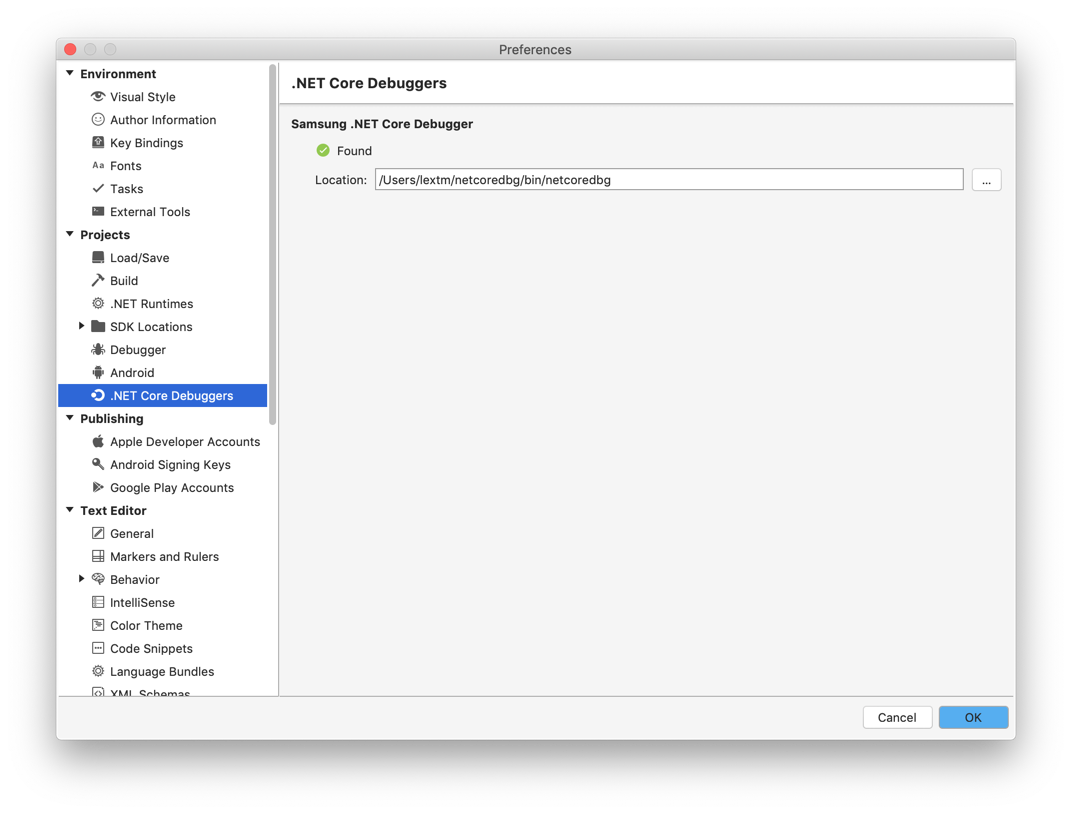 Preferences
Environment
Visual Style
Author Information
Key Bindings
Aa Fonts
Tasks
External Tools
Projects
Load/Save
Build
.NET Runtimes
SDK Locations
Debugger
Android
.NET Core Debuggers
Publishing
Apple Developer Accounts
Android Signing Keys
Google Play Accounts
Text Editor
General
Markers and Rulers
Behavior
IntelliSense
Color Theme
Code Snippets
Language Bundles
XML Schemas
.NET Core Debuggers
Samsung .NET Core Debugger
Found
Location: /Users/lextm/netcoredbg/bin/netcoredbg ...
Cancel OK